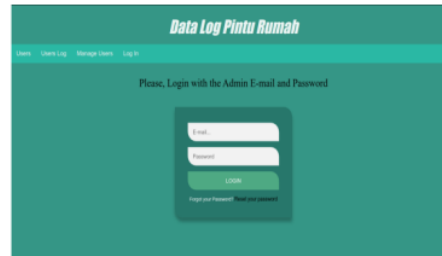 Data Log Pintu Rumah
Users Users Log Manage Users Log In
Please, Login with the Admin E-mail and Password
E-mail...
Password
LOGIN
Forgot your Password? Reset your password